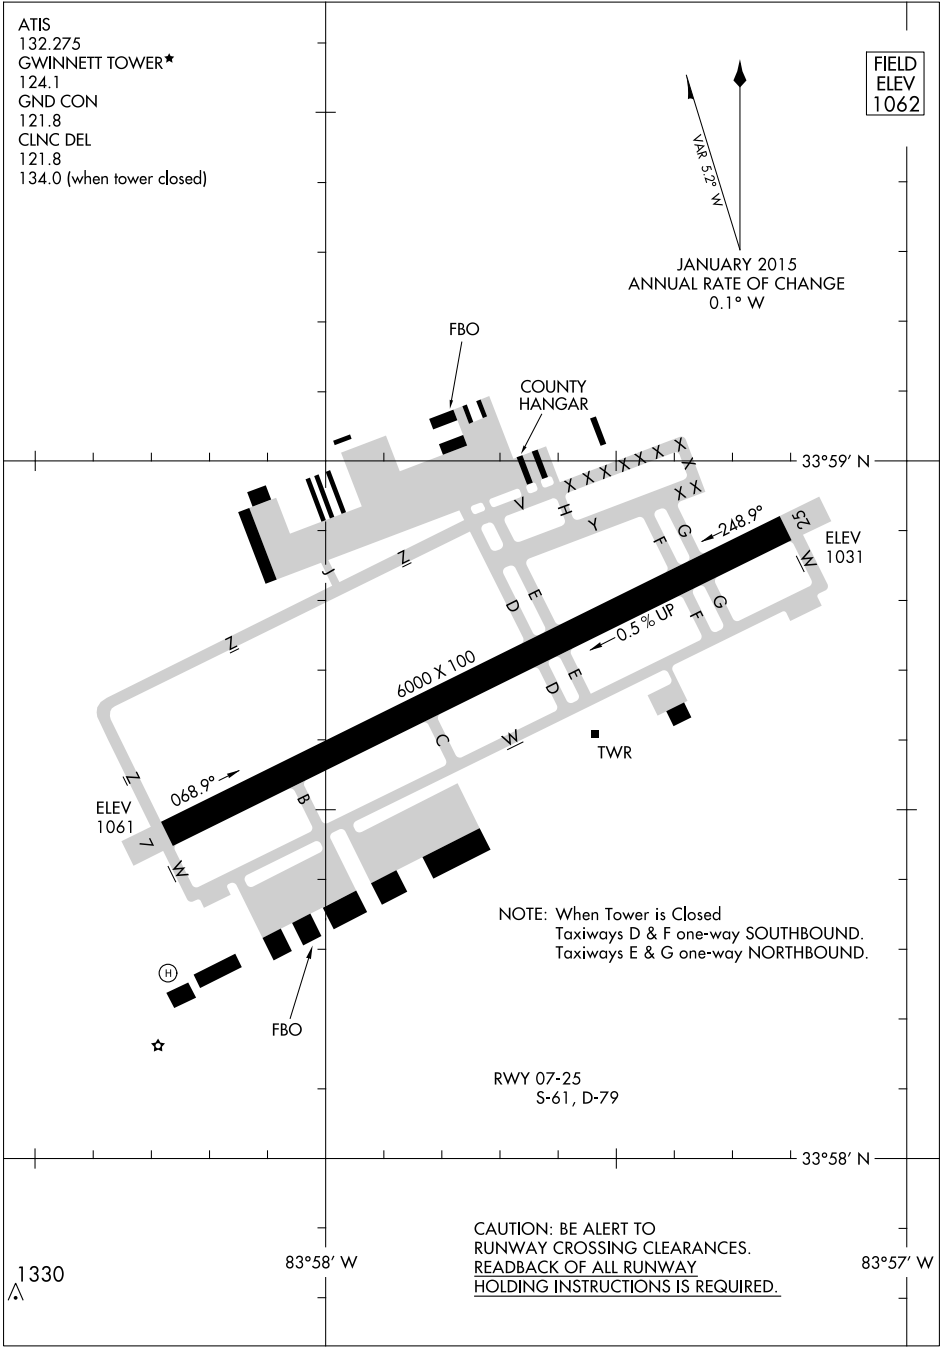 ATIS
132.275
GWINNETT TOWER★
124.1
GND CON
121.8
CLNC DEL
121.8
134.0 (when tower closed)
FIELD
ELEV
1062
VAR 5.2° W
JANUARY 2015
ANNUAL RATE OF CHANGE
0.1° W
FBO
COUNTY
HANGAR
33°59' N
X X X X X X X
X
X X
V
H
Y
F
G
248.9°
25
ELEV
1031
W
Z
J
Z
D
E
0.5% UP
G
F
6000 X 100
E
D
C
W
TWR
Z
068.9°
B
ELEV
1061
7
W
NOTE: When Tower is Closed
Taxiways D & F one-way SOUTHBOUND.
Taxiways E & G one-way NORTHBOUND.
H
FBO
RWY 07-25
S-61, D-79
33°58' N
CAUTION: BE ALERT TO
RUNWAY CROSSING CLEARANCES.
READBACK OF ALL RUNWAY
HOLDING INSTRUCTIONS IS REQUIRED.
83°58' W
83°57' W
1330